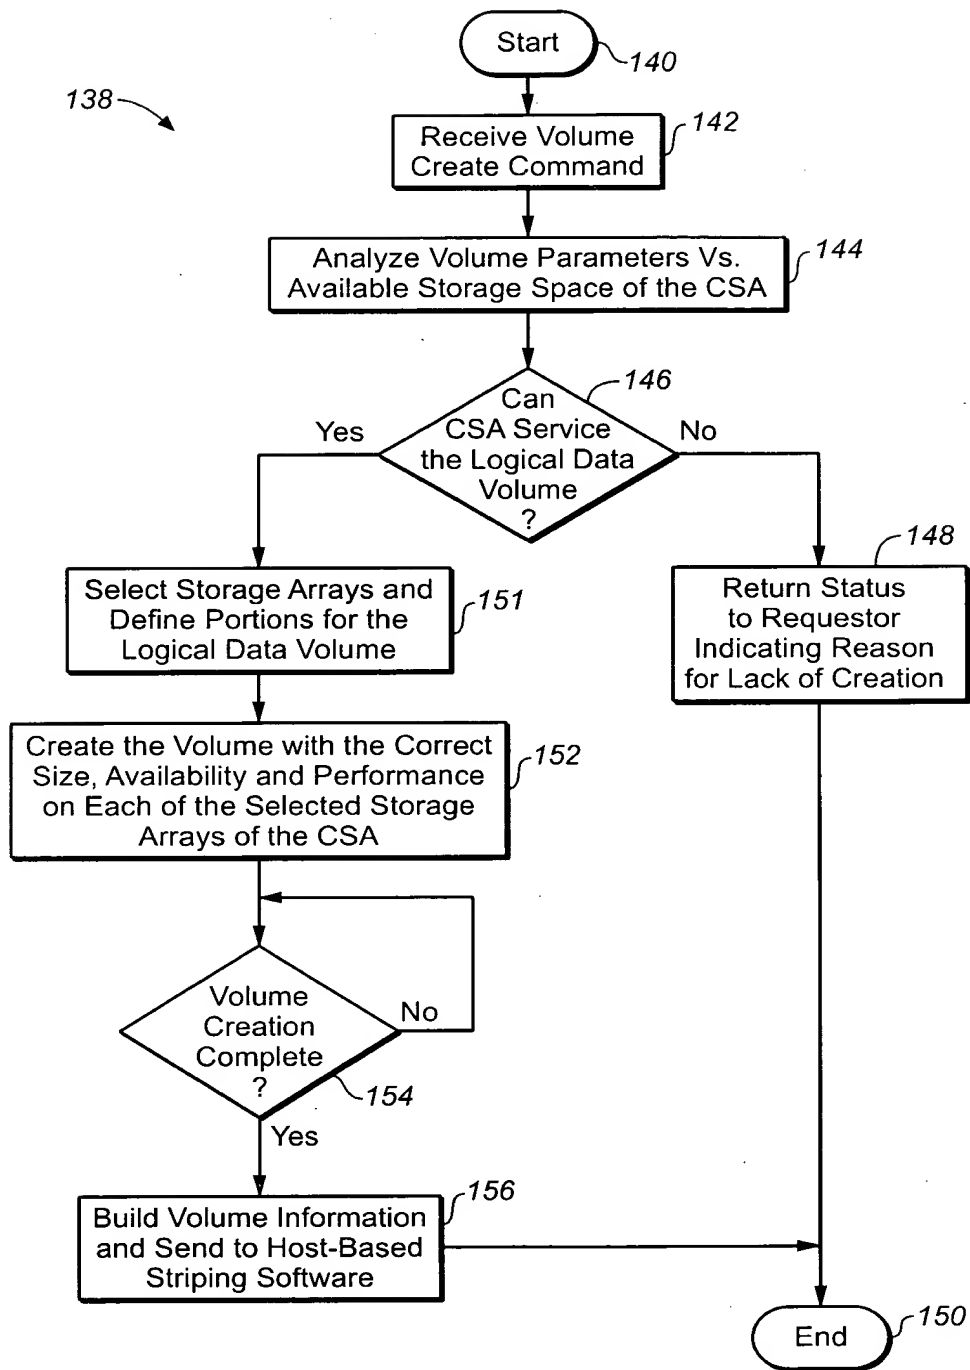 Start
140
138
142
Receive Volume
Create Command
144
Analyze Volume Parameters Vs.
Available Storage Space of the CSA
146
Can
CSA Service
the Logical Data
Volume
?
Yes
No
148
Select Storage Arrays and
Define Portions for the
Logical Data Volume
151
Return Status
to Requestor
Indicating Reason
for Lack of Creation
Create the Volume with the Correct
Size, Availability and Performance
on Each of the Selected Storage
Arrays of the CSA
152
Volume
Creation
Complete
?
No
154
Yes
156
Build Volume Information
and Send to Host-Based
Striping Software
End
150